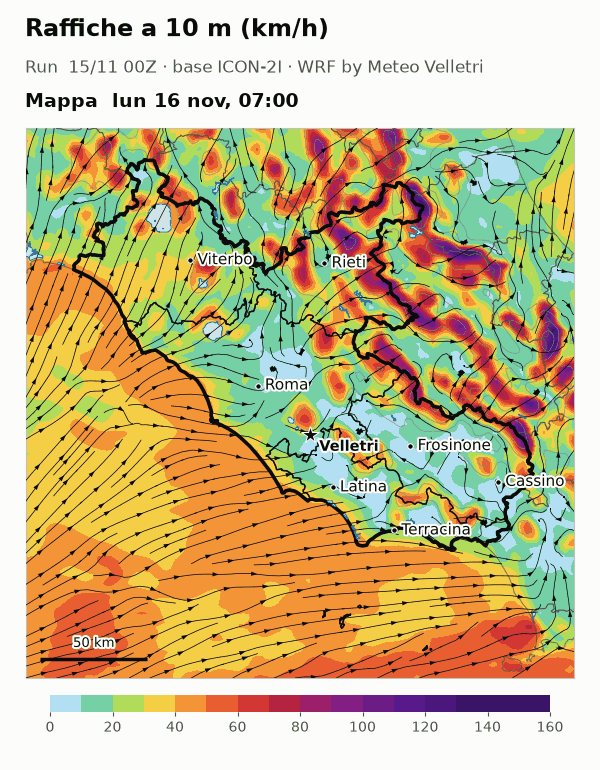 Raffiche a 10 m (km/h)
Run  15/11 00Z · base ICON-2I · WRF by Meteo Velletri
Mappa  lun 16 nov, 07:00
Viterbo
Rieti
Roma
Velletri
Frosinone
Cassino
Latina
Terracina
50 km
0 20 40 60 80 100 120 140 160